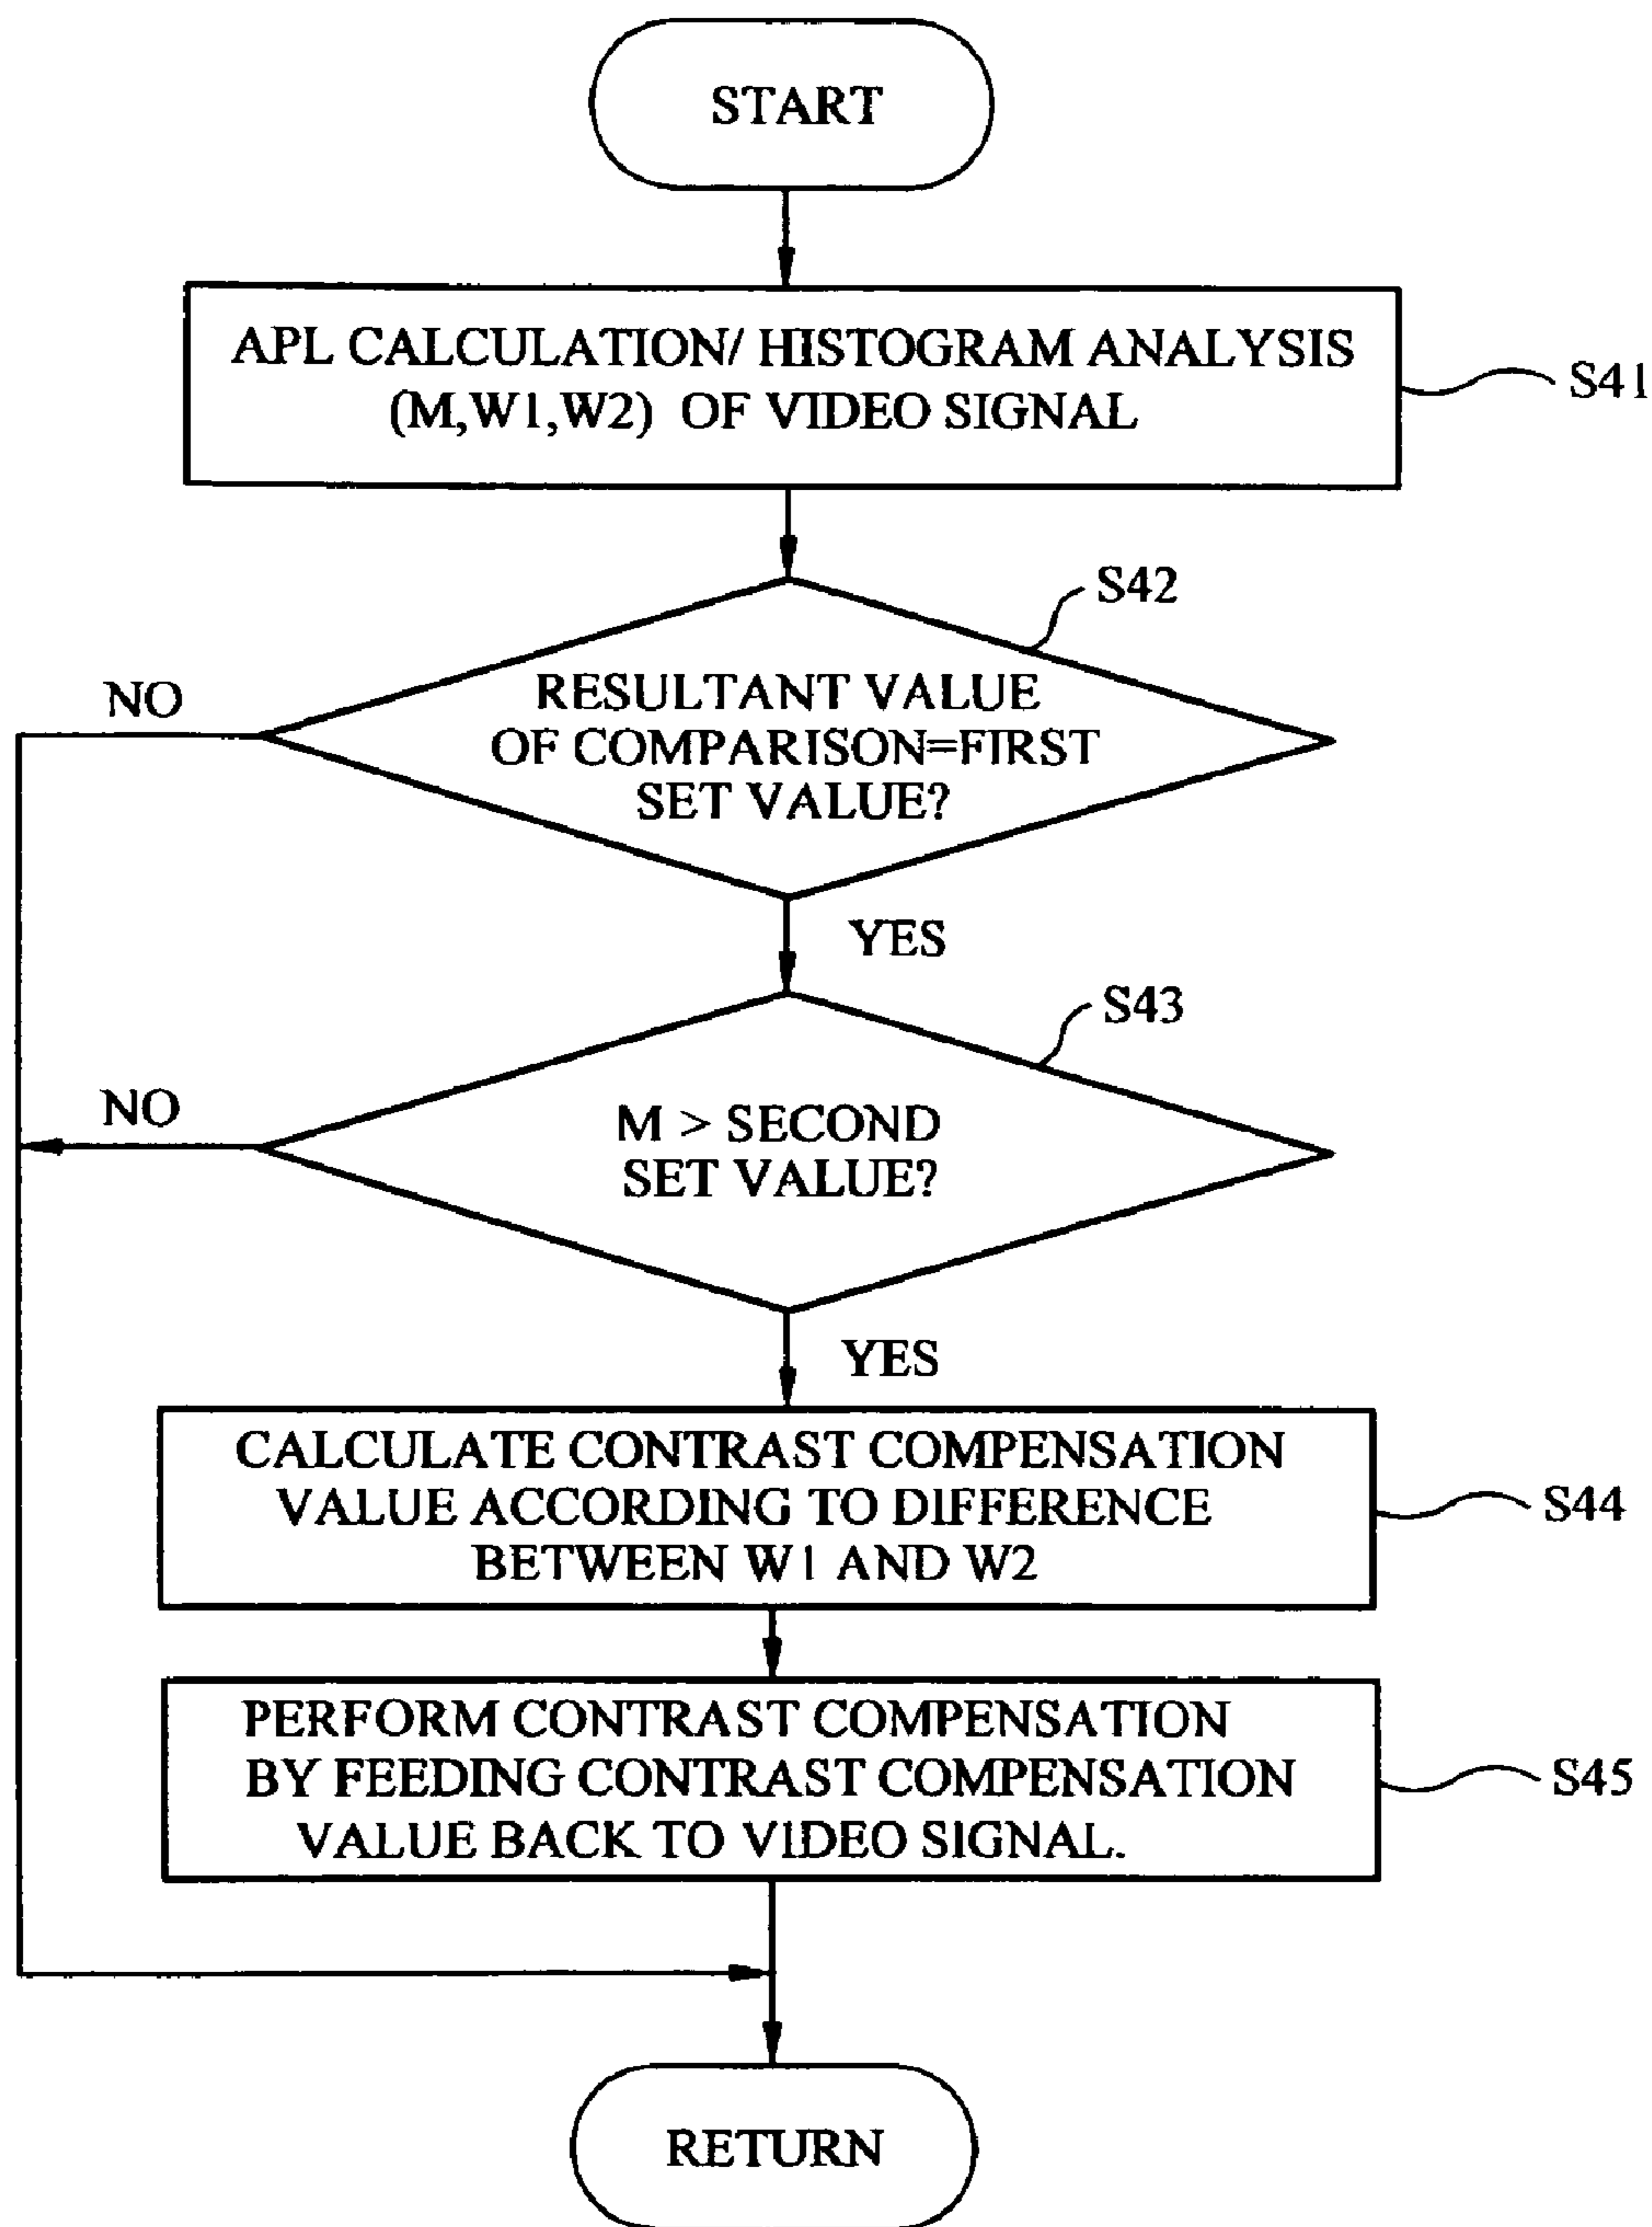 START
APL CALCULATION/ HISTOGRAM ANALYSIS
(M,W1,W2) OF VIDEO SIGNAL
S41
S42
RESULTANT VALUE
OF COMPARISON=FIRST
SET VALUE?
NO
YES
S43
M > SECOND
SET VALUE?
NO
YES
CALCULATE CONTRAST COMPENSATION
VALUE ACCORDING TO DIFFERENCE
BETWEEN W1 AND W2
S44
PERFORM CONTRAST COMPENSATION
BY FEEDING CONTRAST COMPENSATION
VALUE BACK TO VIDEO SIGNAL.
S45
RETURN